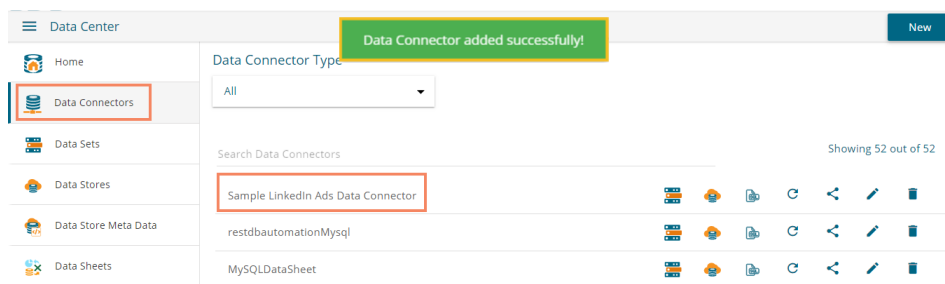 Data Center
Data Connector added successfully!
New
Home
Data Connector Type
All
Data Connectors
Data Sets
Search Data Connectors
Showing 52 out of 52
Data Stores
Sample LinkedIn Ads Data Connector
Data Store Meta Data
restdbautomationMysql
Data Sheets
MySQLDataSheet